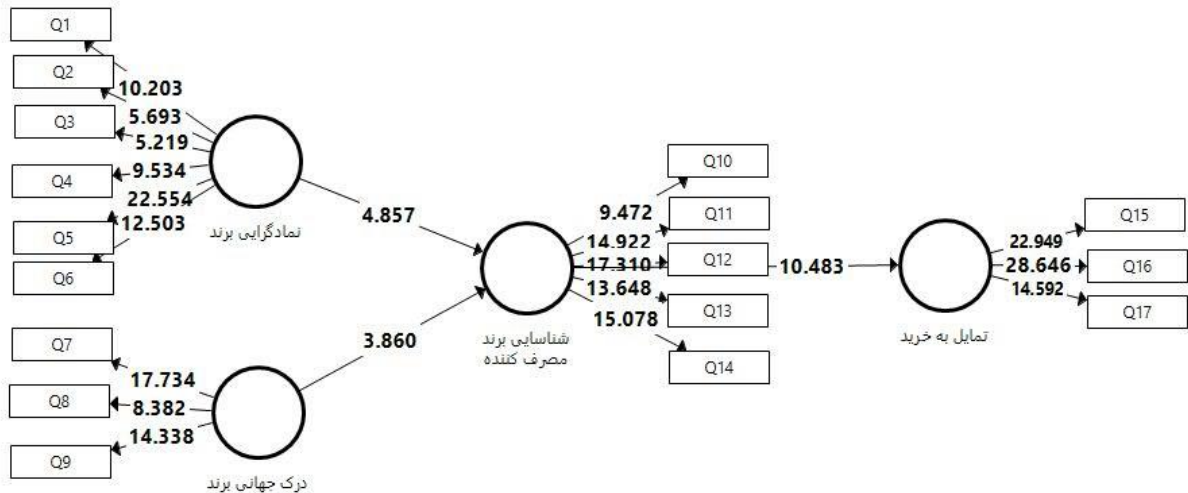 Q1
Q2
Q3
Q4
Q5
Q6
10.203
5.693
5.219
9.534
22.554
12.503
نمادگرایی برند
4.857
Q7
Q8
Q9
17.734
8.382
14.338
درک جهانی برند
3.860
شناسایی برند
مصرف کننده
9.472
14.922
17.310
13.648
15.078
Q10
Q11
Q12
Q13
Q14
10.483
تمایل به خرید
22.949
28.646
14.592
Q15
Q16
Q17